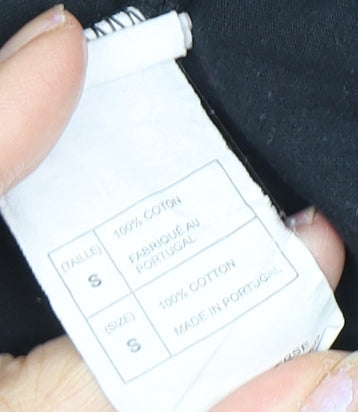 (TAILLE)
S
100% COTON
FABRIQUÉ AU
PORTUGAL
(SIZE)
S
100% COTTON
MADE IN PORTUGAL